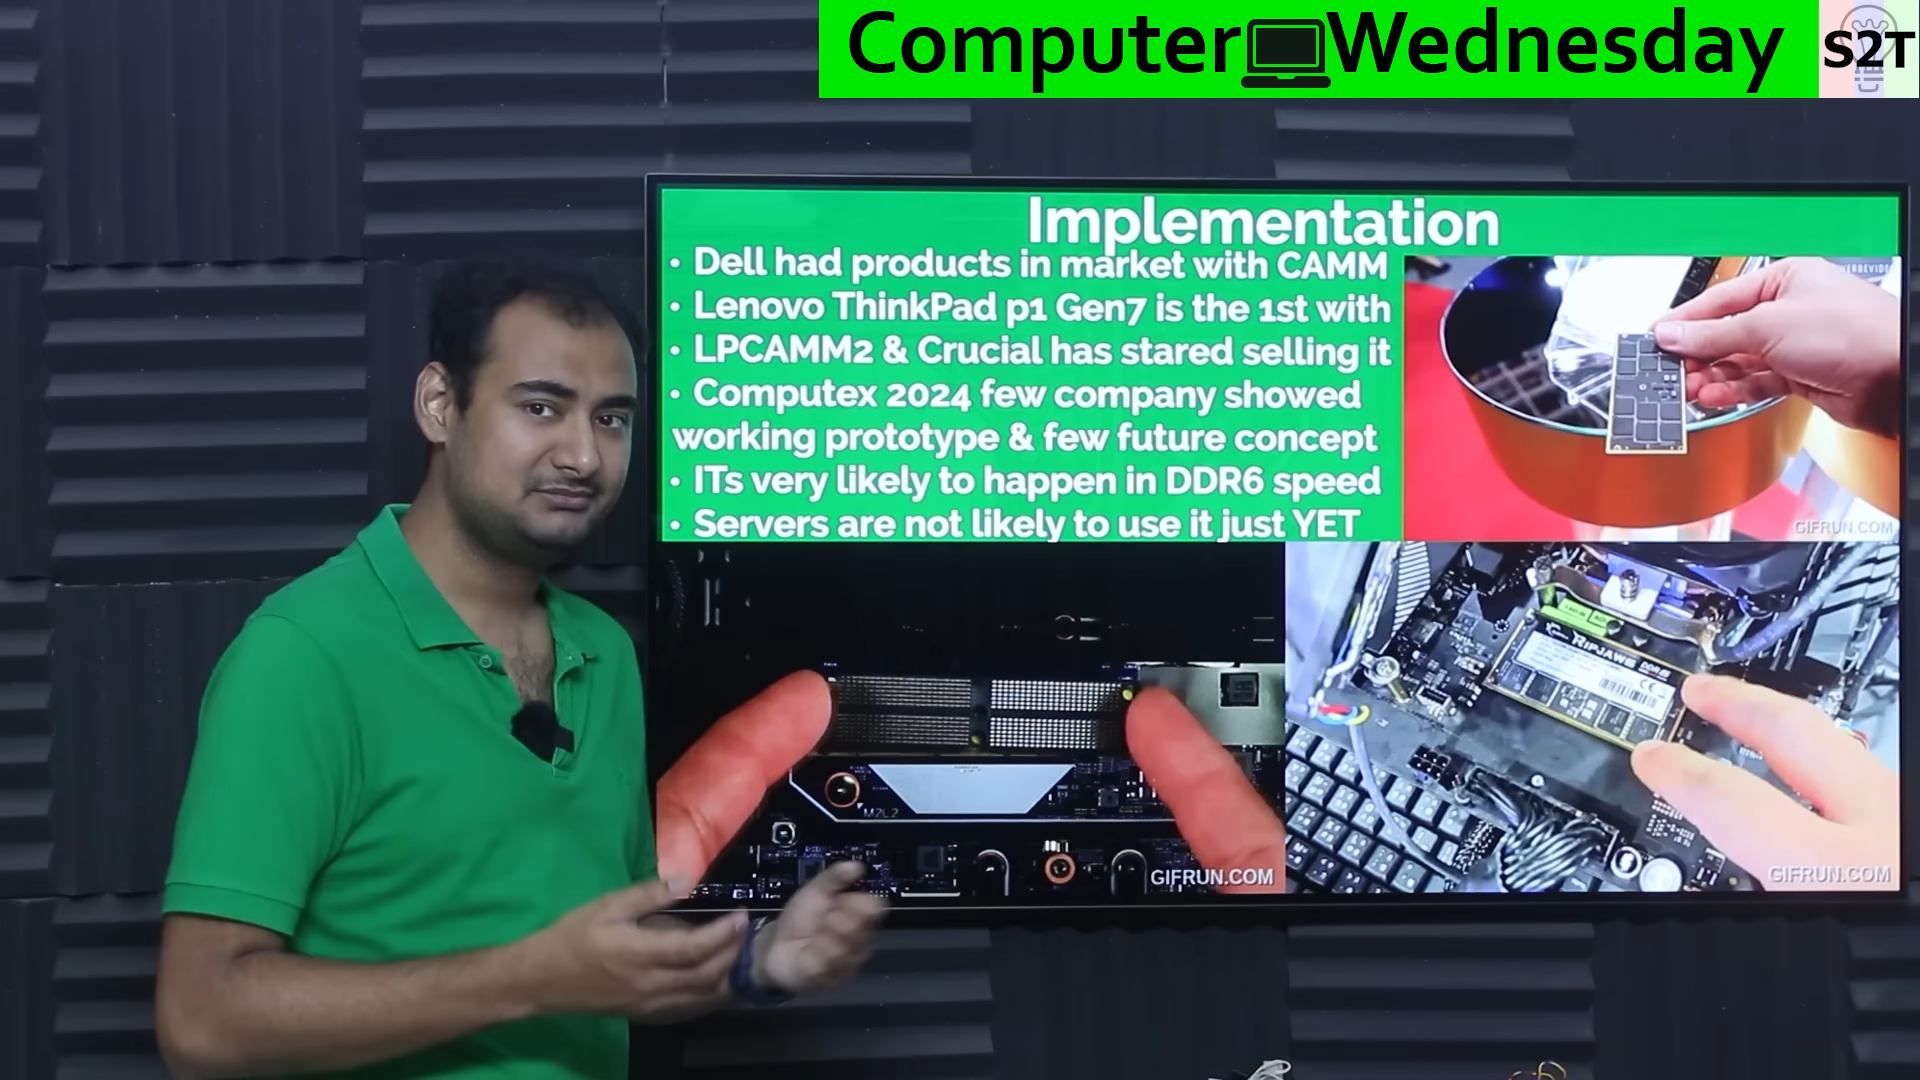 Computer Wednesday
S2T
Implementation
• Dell had products in market with CAMM
• Lenovo ThinkPad p1 Gen7 is the 1st with
• LPCAMM2 & Crucial has stared selling it
• Computex 2024 few company showed
working prototype & few future concept
• ITs very likely to happen in DDR6 speed
• Servers are not likely to use it just YET
GIFRUN.COM
RIPJAWS DDR5
M2L2
GIFRUN.COM
GIFRUN.COM